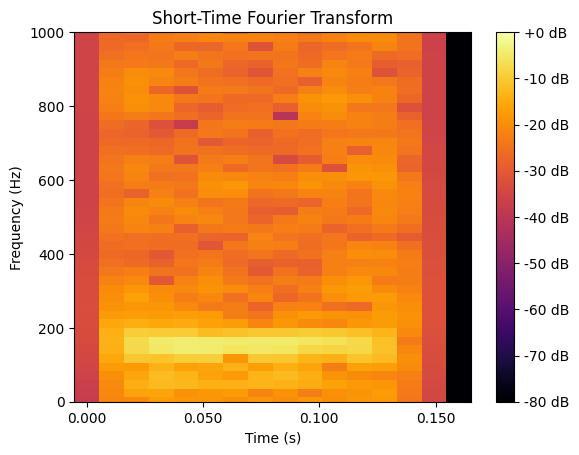 Short-Time Fourier Transform
1000
800
600
400
200
0
Frequency (Hz)
0.000
0.050
0.100
0.150
Time (s)
+0 dB
-10 dB
-20 dB
-30 dB
-40 dB
-50 dB
-60 dB
-70 dB
-80 dB